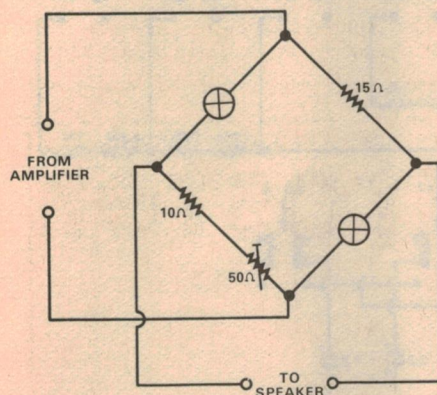 15Ω
FROM
AMPLIFIER
10Ω
50Ω
TO
SPEAKER